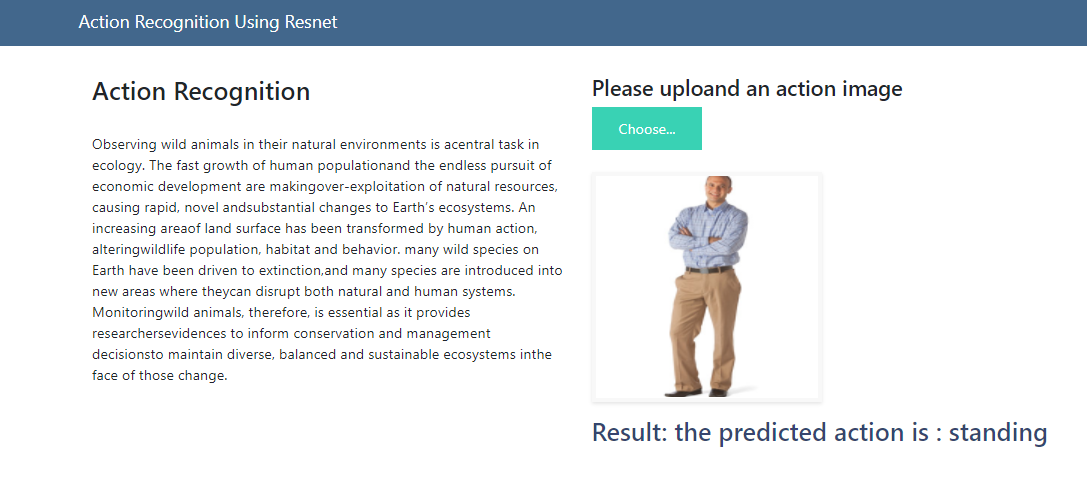 Action Recognition Using Resnet
Action Recognition
Observing wild animals in their natural environments is acentral task in
ecology. The fast growth of human populationand the endless pursuit of
economic development are makingover-exploitation of natural resources,
causing rapid, novel andsubstantial changes to Earth's ecosystems. An
increasing areaof land surface has been transformed by human action,
alteringwildlife population, habitat and behavior. many wild species on
Earth have been driven to extinction,and many species are introduced into
new areas where theycan disrupt both natural and human systems.
Monitoringwild animals, therefore, is essential as it provides
researchersevidences to inform conservation and management
decisionsto maintain diverse, balanced and sustainable ecosystems inthe
face of those change.
Please uploand an action image
Choose...
Result: the predicted action is : standing